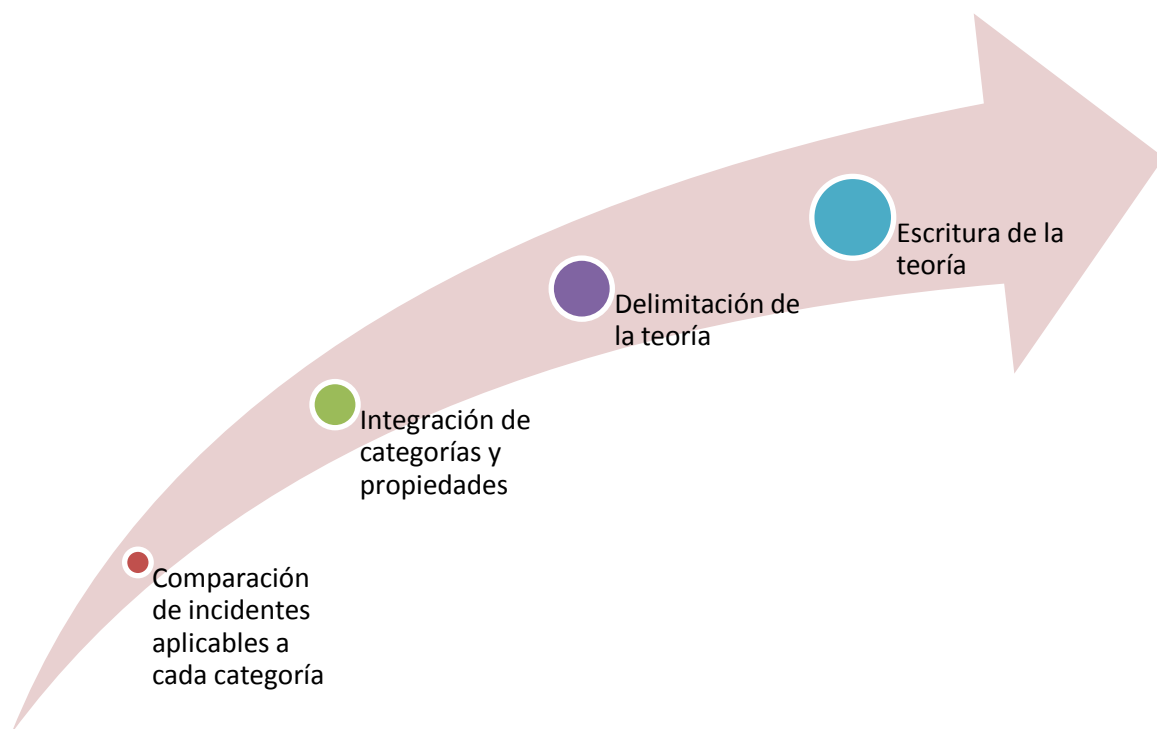 Comparación
de incidentes
aplicables a
cada categoría
Integración de
categorías y
propiedades
Delimitación de
la teoría
Escritura de la
teoría